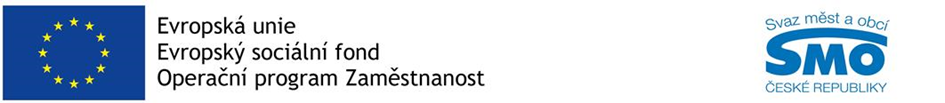 Evropská unie
Evropský sociální fond
Operační program Zaměstnanost
Svaz měst a obcí
SMO
ČESKÉ REPUBLIKY